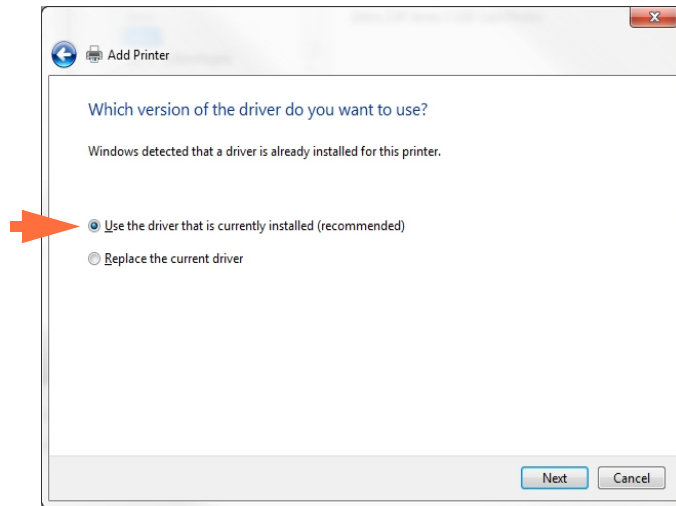 Add Printer
Which version of the driver do you want to use?
Windows detected that a driver is already installed for this printer.
Use the driver that is currently installed (recommended)
Replace the current driver
Next Cancel